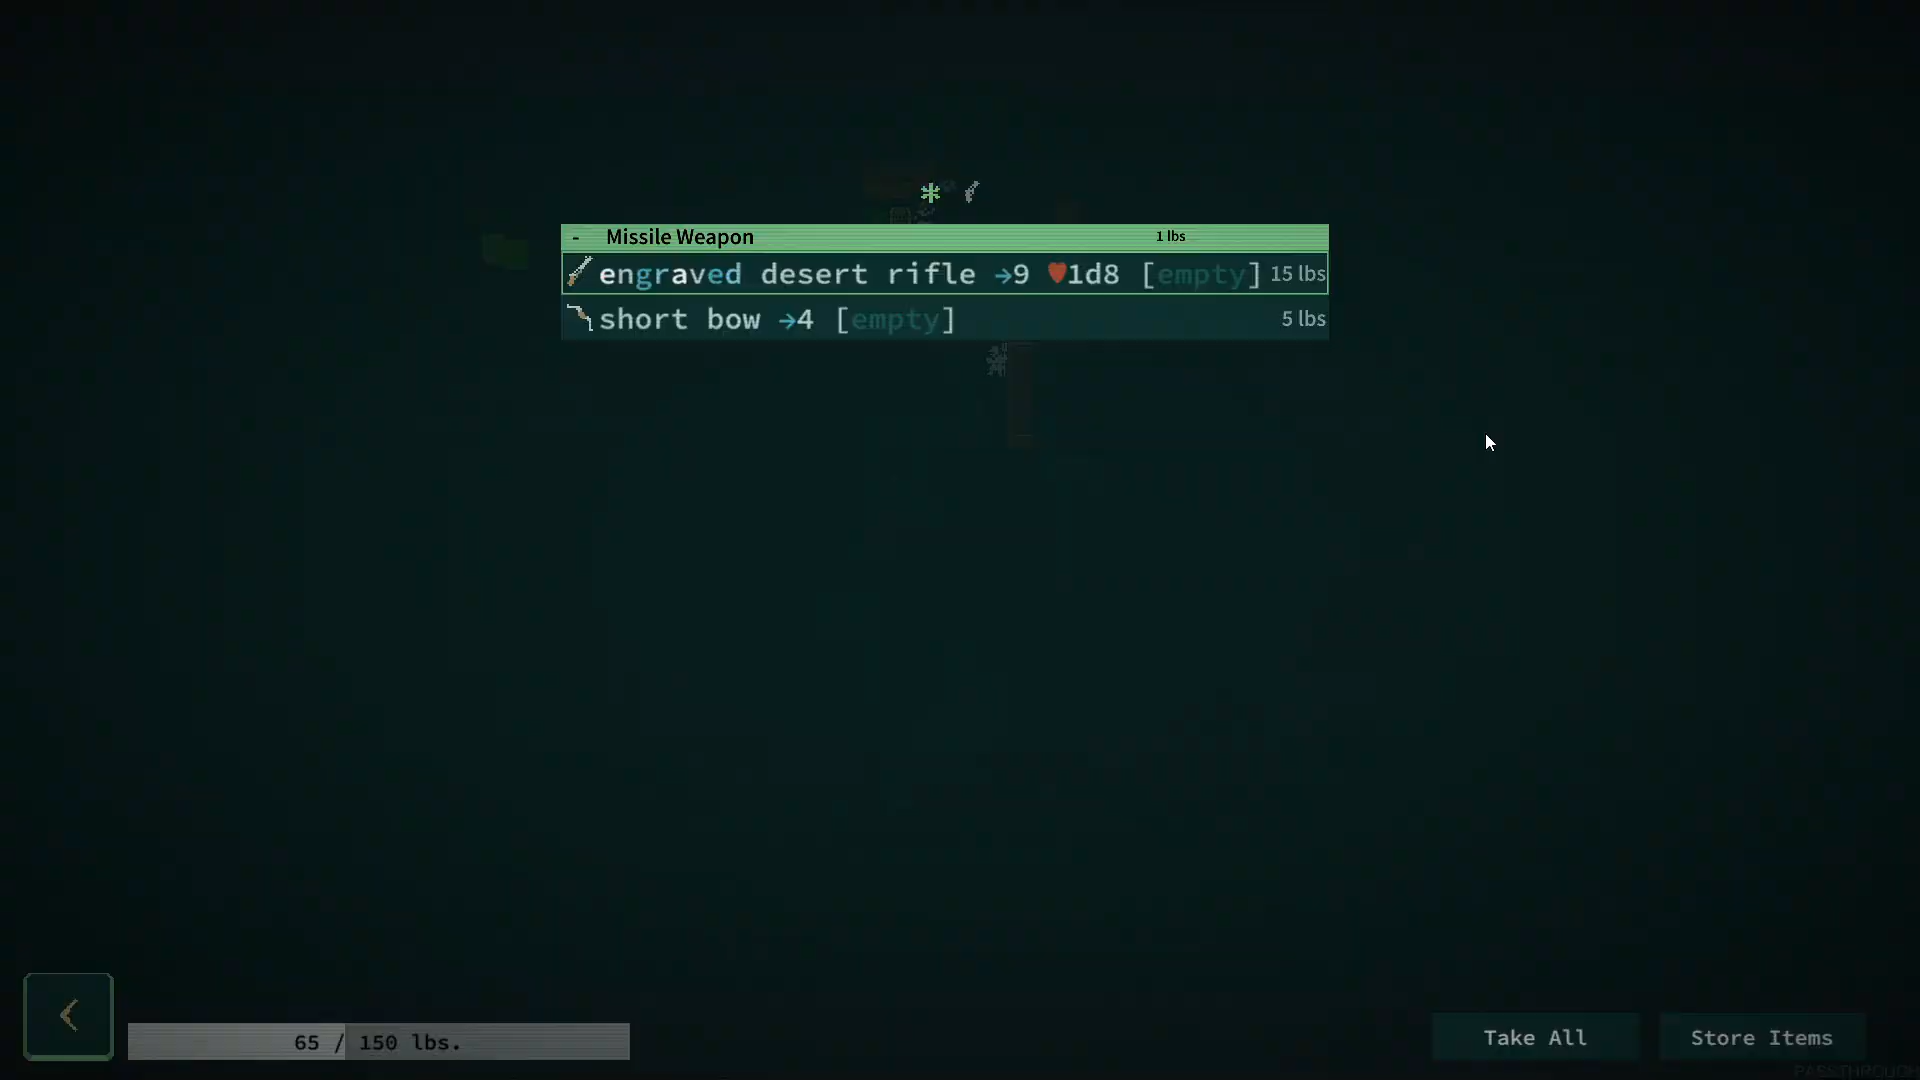 - Missile Weapon 1 lbs
engraved desert rifle →9 ♥1d8 [empty] 15 lbs
short bow →4 [empty] 5 lbs
65 / 150 lbs.
Take All
Store Items
PASSTHROUGH